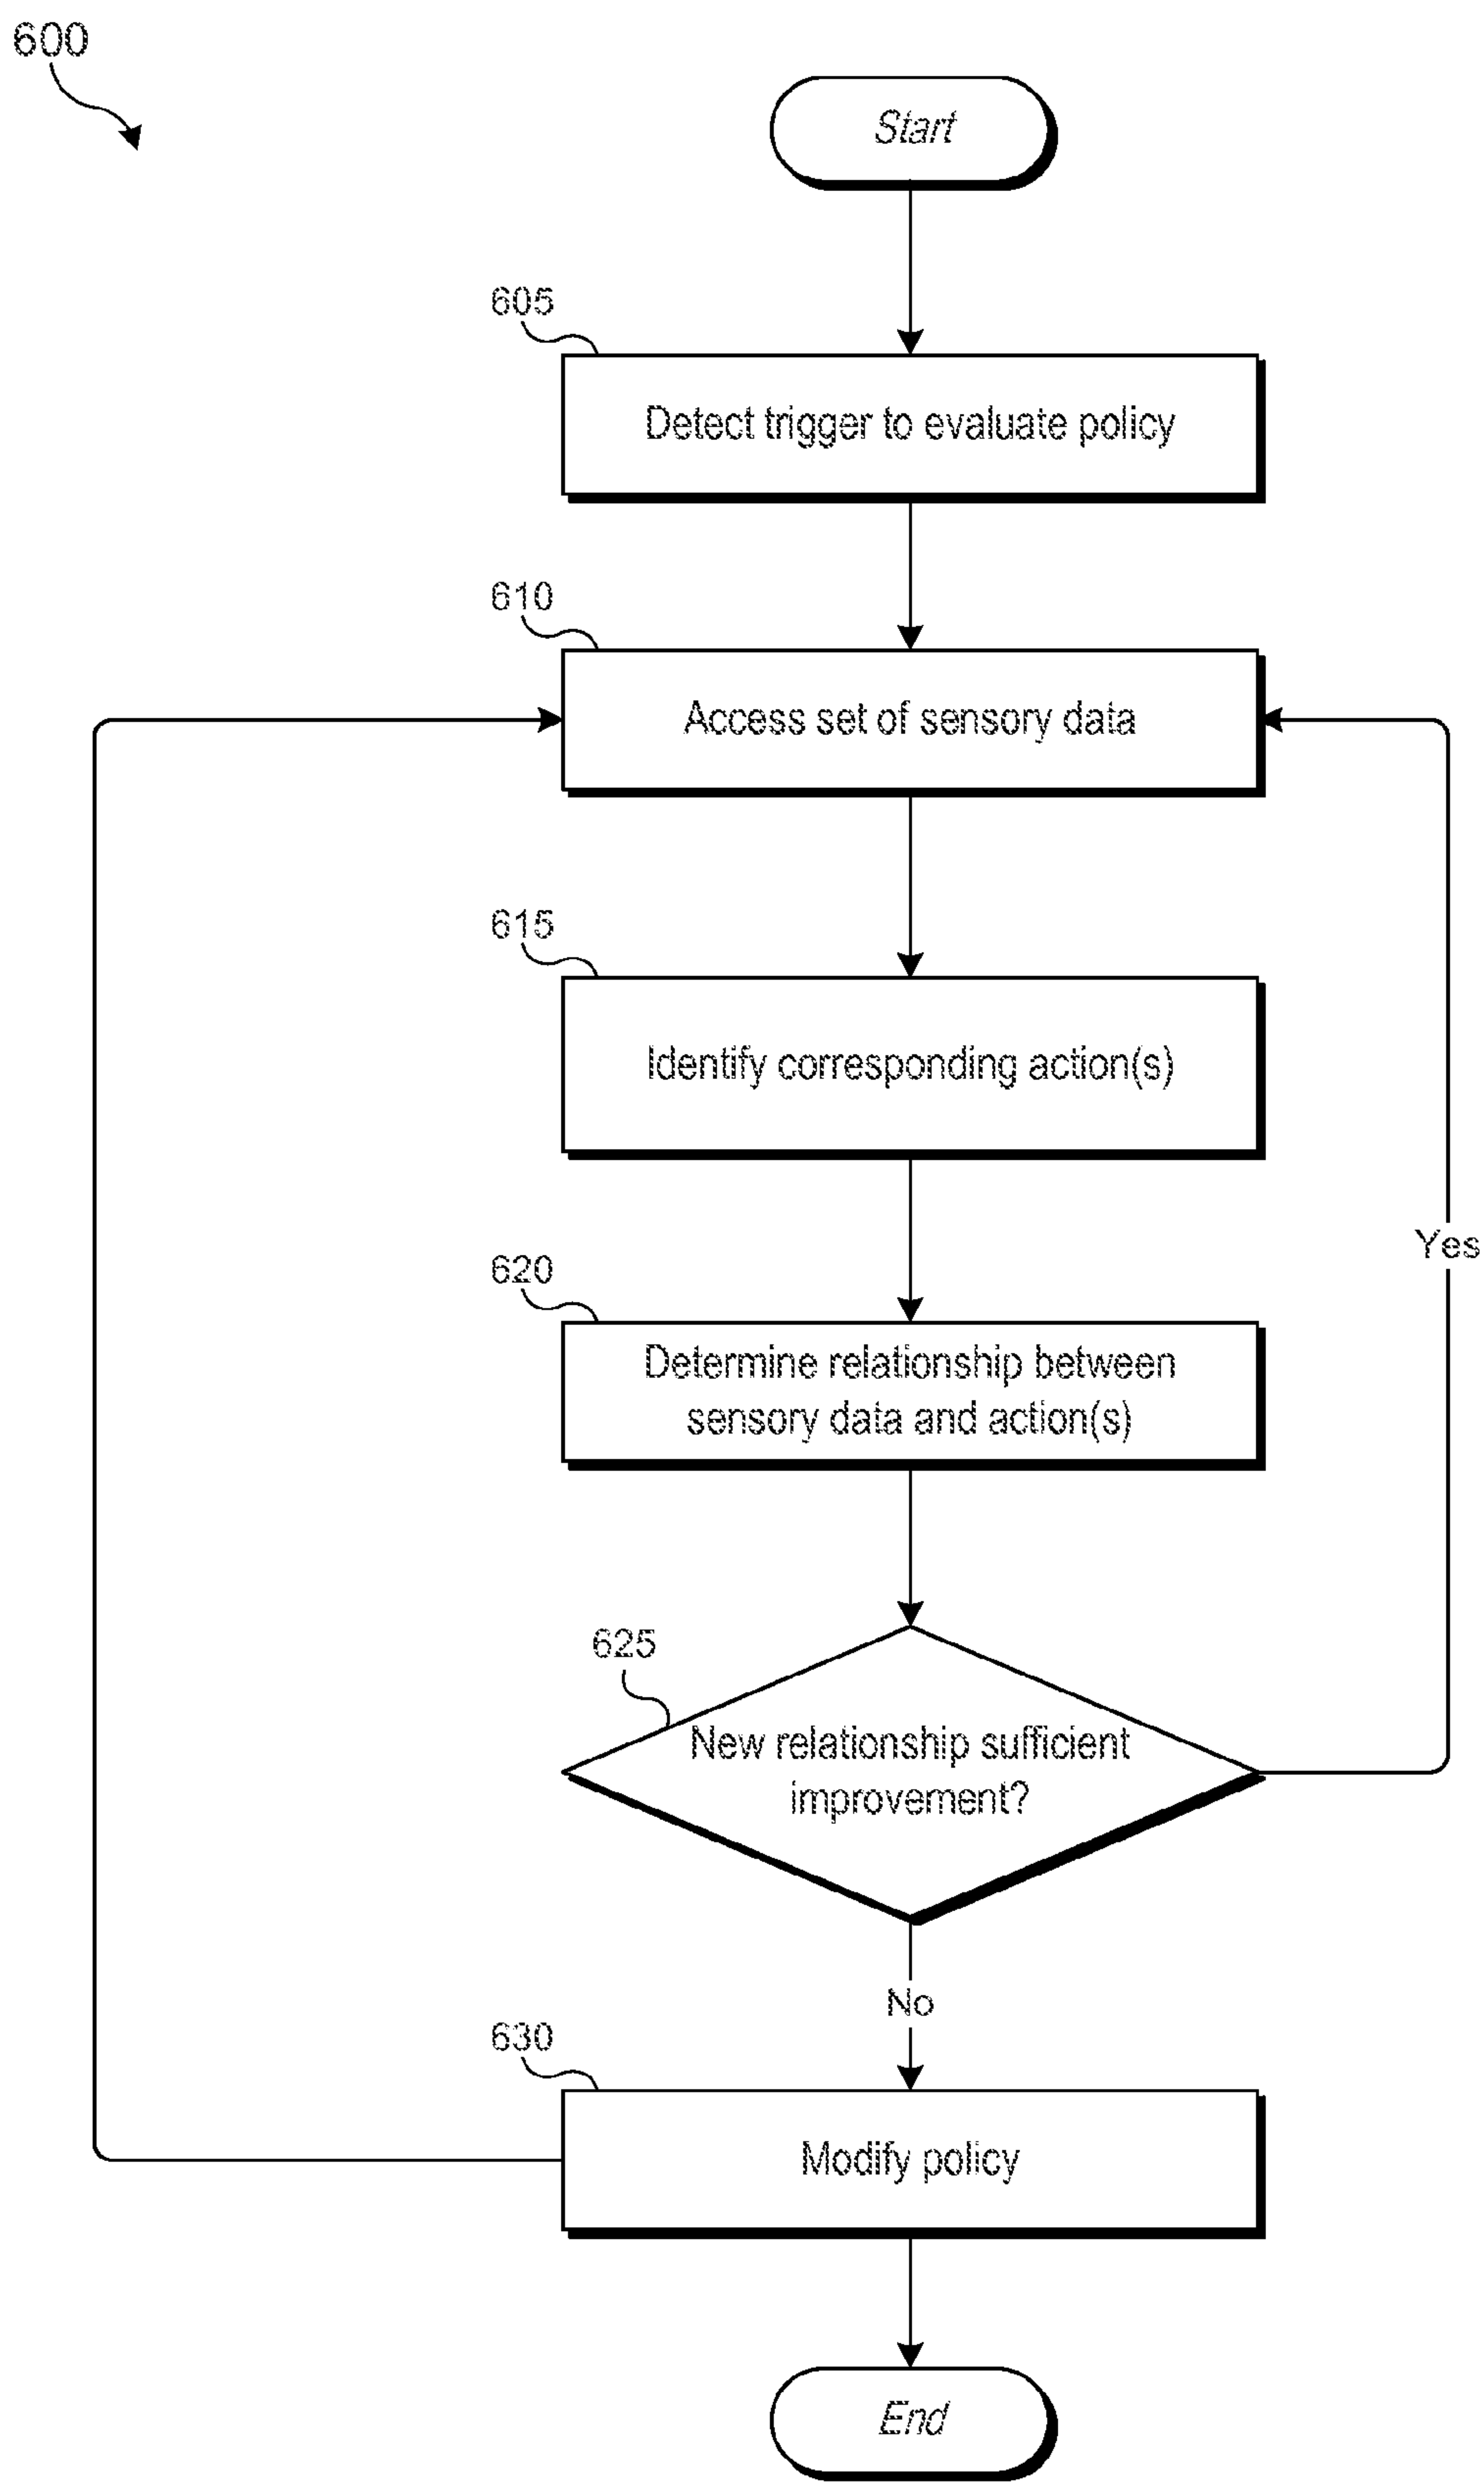 600
Start
605
Detect trigger to evaluate policy
610
Access set of sensory data
615
Identify corresponding action(s)
Yes
620
Determine relationship between
sensory data and action(s)
625
New relationship sufficient
improvement?
No
630
Modify policy
End